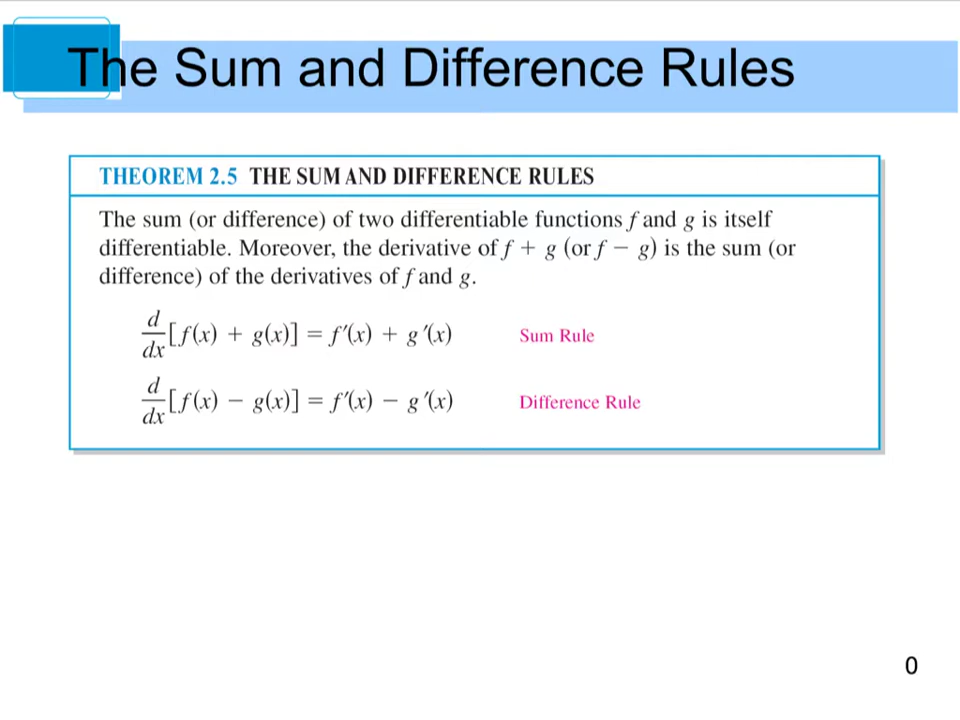 The Sum and Difference Rules
THEOREM 2.5 THE SUM AND DIFFERENCE RULES
The sum (or difference) of two differentiable functions f and g is itself
differentiable. Moreover, the derivative of f + g (or f − g) is the sum (or
difference) of the derivatives of f and g.
d/dx [f(x) + g(x)] = f′(x) + g′(x) Sum Rule
d/dx [f(x) − g(x)] = f′(x) − g′(x) Difference Rule
0